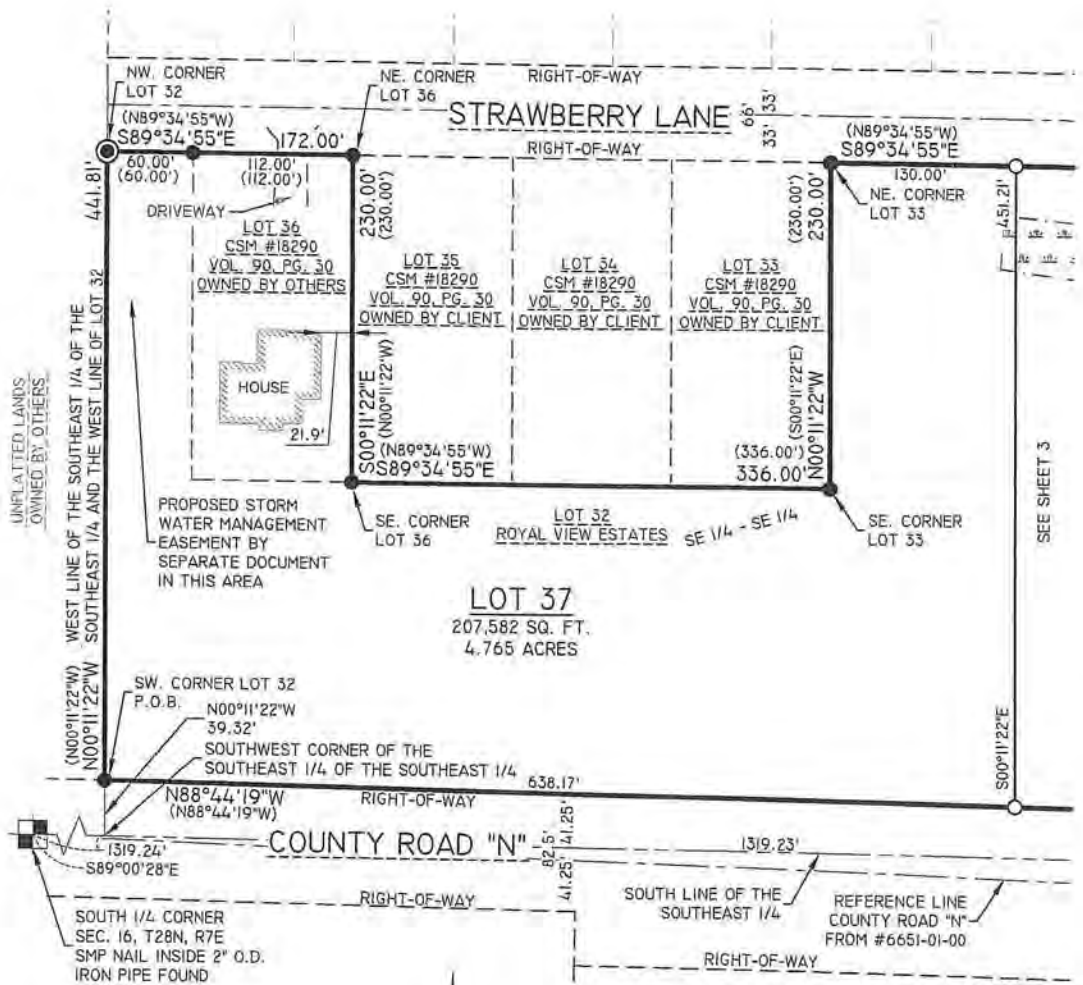 NW. CORNER
LOT 32
NE. CORNER
LOT 36
RIGHT-OF-WAY
STRAWBERRY LANE
66'
33' 33'
(N89°34'55"W)
S89°34'55"E
172.00'
RIGHT-OF-WAY
(N89°34'55"W)
S89°34'55"E
60.00'
(60.00')
112.00'
(112.00')
130.00'
NE. CORNER
LOT 33
DRIVEWAY
441.81'
230.00'
(230.00')
(230.00')
230.00'
451.21'
LOT 36
CSM #18290
VOL. 90, PG. 30
OWNED BY OTHERS
LOT 35
CSM #18290
VOL. 90, PG. 30
OWNED BY CLIENT
LOT 34
CSM #18290
VOL. 90, PG. 30
OWNED BY CLIENT
LOT 33
CSM #18290
VOL. 90, PG. 30
OWNED BY CLIENT
HOUSE
21.9'
S00°11'22"E
(N00°11'22"W)
(S00°11'22"E)
N00°11'22"W
UNPLATTED LANDS
OWNED BY OTHERS
WEST LINE OF THE SOUTHEAST 1/4 OF THE
SOUTHEAST 1/4 AND THE WEST LINE OF LOT 32
(N89°34'55"W)
S89°34'55"E
(336.00')
336.00'
PROPOSED STORM
WATER MANAGEMENT
EASEMENT BY
SEPARATE DOCUMENT
IN THIS AREA
SE. CORNER
LOT 36
LOT 32
ROYAL VIEW ESTATES
SE 1/4 - SE 1/4
SE. CORNER
LOT 33
SEE SHEET 3
LOT 37
207,582 SQ. FT.
4.765 ACRES
(N00°11'22"W)
N00°11'22"W
SW. CORNER LOT 32
P.O.B.
N00°11'22"W
39.32'
SOUTHWEST CORNER OF THE
SOUTHEAST 1/4 OF THE SOUTHEAST 1/4
S00°11'22"E
638.17'
N88°44'19"W
(N88°44'19"W)
RIGHT-OF-WAY
COUNTY ROAD "N"
82.5'
41.25' 41.25'
1319.24'
S89°00'28"E
1319.23'
RIGHT-OF-WAY
SOUTH LINE OF THE
SOUTHEAST 1/4
REFERENCE LINE
COUNTY ROAD "N"
FROM #6651-01-00
SOUTH 1/4 CORNER
SEC. 16, T28N, R7E
SMP NAIL INSIDE 2" O.D.
IRON PIPE FOUND
RIGHT-OF-WAY